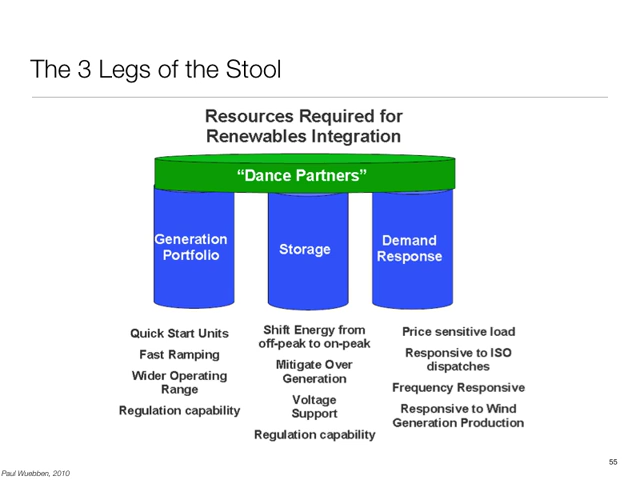 The 3 Legs of the Stool
Resources Required for
Renewables Integration
“Dance Partners”
Generation
Portfolio
Storage
Demand
Response
Quick Start Units
Fast Ramping
Wider Operating
Range
Regulation capability
Shift Energy from
off-peak to on-peak
Mitigate Over
Generation
Voltage
Support
Regulation capability
Price sensitive load
Responsive to ISO
dispatches
Frequency Responsive
Responsive to Wind
Generation Production
55
Paul Wuebben, 2010